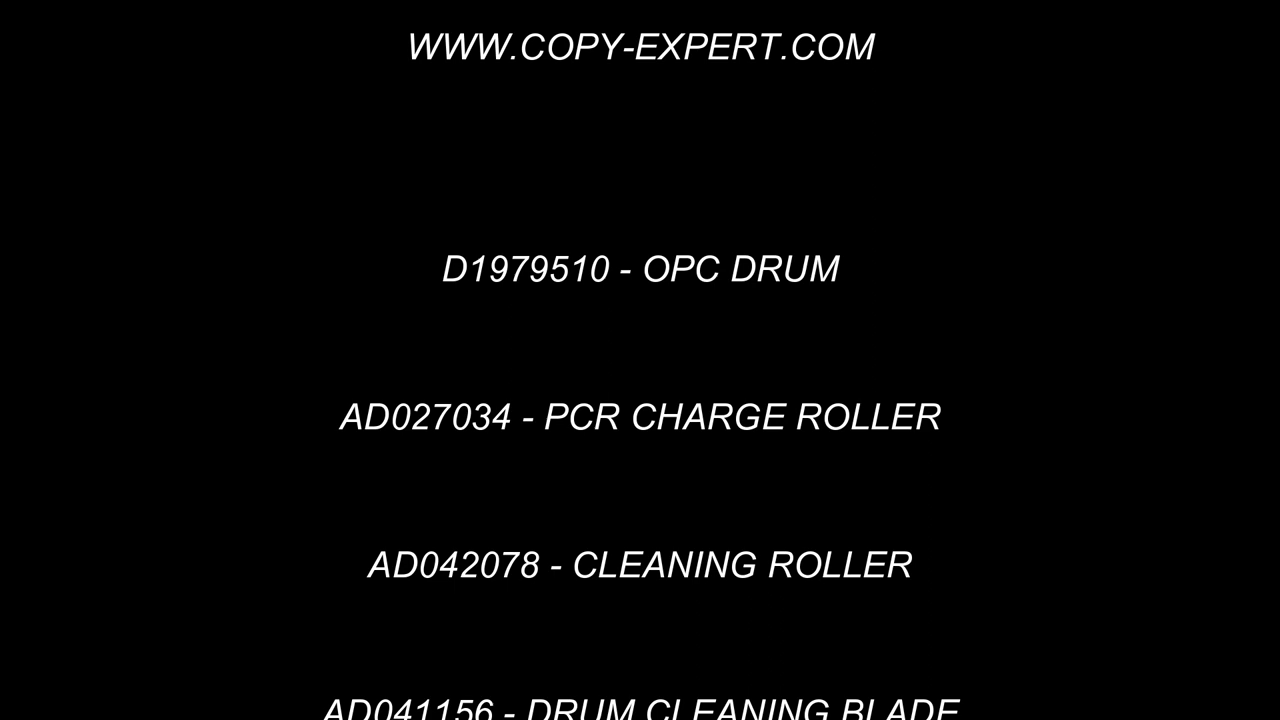 WWW.COPY-EXPERT.COM
D1979510 - OPC DRUM
AD027034 - PCR CHARGE ROLLER
AD042078 - CLEANING ROLLER
AD041156 - DRUM CLEANING BLADE